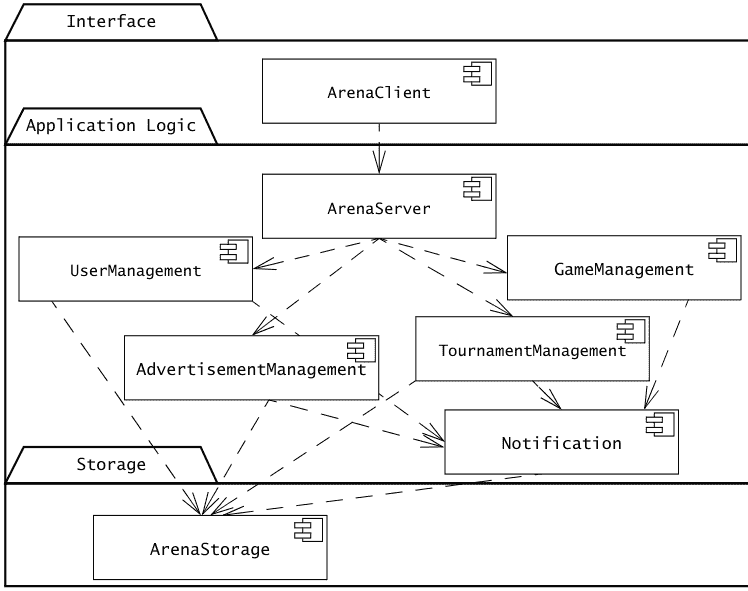 Interface
ArenaClient
Application Logic
ArenaServer
UserManagement
GameManagement
AdvertisementManagement
TournamentManagement
Notification
Storage
ArenaStorage